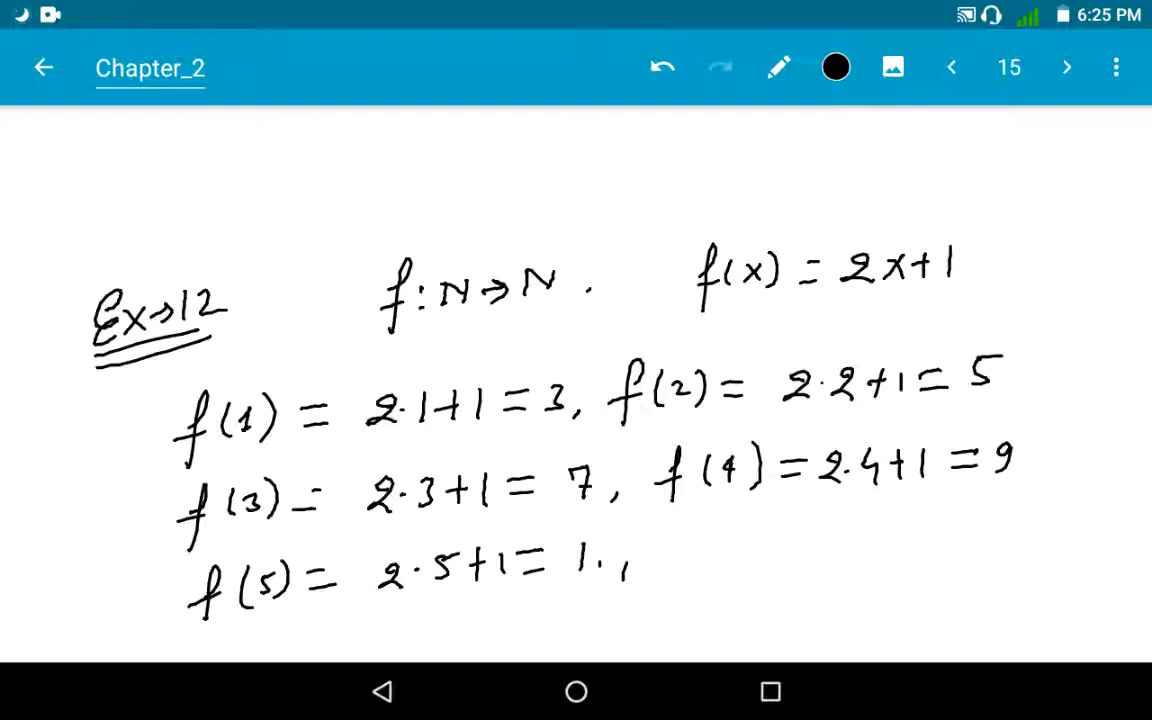 6:25 PM
Chapter_2
15
Ex→12 f:N→N. f(x) = 2x+1
f(1) = 2·1+1=3, f(2) = 2·2+1=5
f(3) = 2·3+1=7, f(4)=2·4+1=9
f(5) = 2·5+1= 1.,